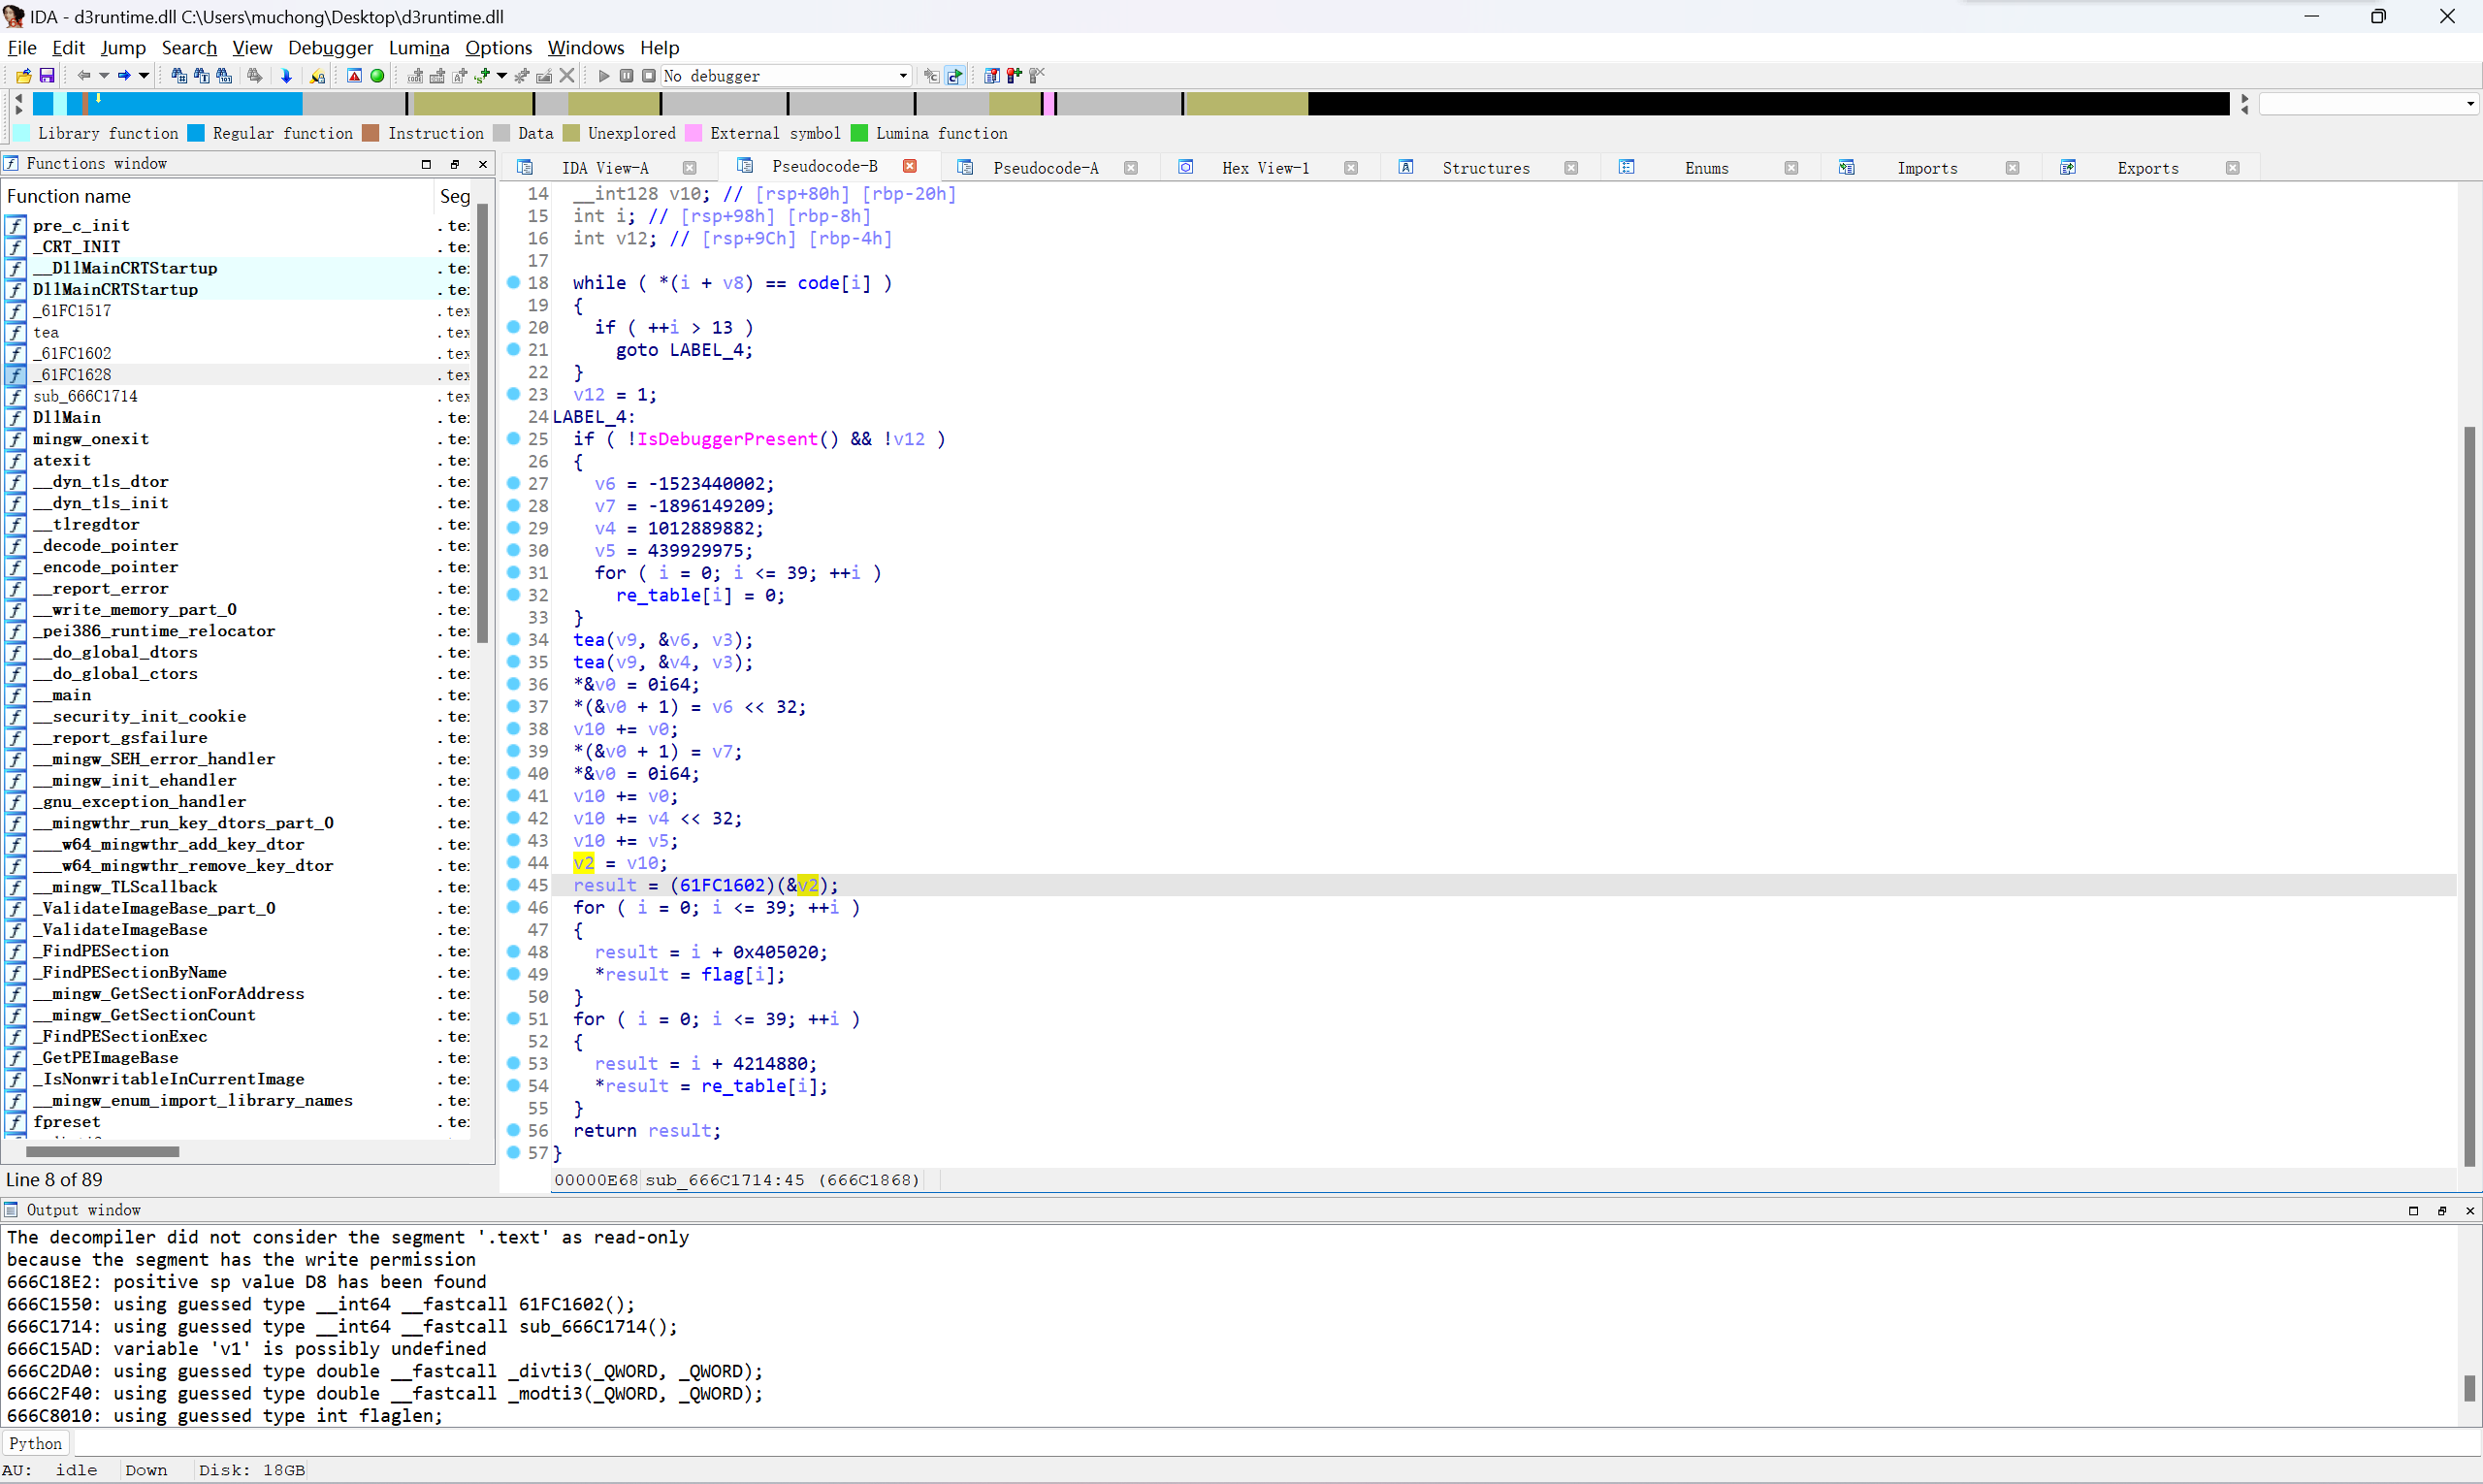 IDA - d3runtime.dll C:\Users\muchong\Desktop\d3runtime.dll
File Edit Jump Search View Debugger Lumina Options Windows Help
No debugger
Library function Regular function Instruction Data Unexplored External symbol Lumina function
Functions window
IDA View-A Pseudocode-B Pseudocode-A Hex View-1 Structures Enums Imports Exports
Function name Seg
pre_c_init .te
_CRT_INIT .te
__DllMainCRTStartup .te
DllMainCRTStartup .te
_61FC1517 .tex
tea .tex
_61FC1602 .tex
_61FC1628 .tex
sub_666C1714 .tex
DllMain .te
mingw_onexit .te
atexit .te
__dyn_tls_dtor .te
__dyn_tls_init .te
__tlregdtor .te
_decode_pointer .te
_encode_pointer .te
__report_error .te
__write_memory_part_0 .te
_pei386_runtime_relocator .te
__do_global_dtors .te
__do_global_ctors .te
__main .te
__security_init_cookie .te
__report_gsfailure .te
__mingw_SEH_error_handler .te
__mingw_init_ehandler .te
_gnu_exception_handler .te
__mingwthr_run_key_dtors_part_0 .te
___w64_mingwthr_add_key_dtor .te
___w64_mingwthr_remove_key_dtor .te
__mingw_TLScallback .te
_ValidateImageBase_part_0 .te
_ValidateImageBase .te
_FindPESection .te
_FindPESectionByName .te
__mingw_GetSectionForAddress .te
__mingw_GetSectionCount .te
_FindPESectionExec .te
_GetPEImageBase .te
_IsNonwritableInCurrentImage .te
__mingw_enum_import_library_names .te
fpreset .te
Line 8 of 89
14 __int128 v10; // [rsp+80h] [rbp-20h]
15 int i; // [rsp+98h] [rbp-8h]
16 int v12; // [rsp+9Ch] [rbp-4h]
17
18 while ( *(i + v8) == code[i] )
19 {
20 if ( ++i > 13 )
21 goto LABEL_4;
22 }
23 v12 = 1;
24 LABEL_4:
25 if ( !IsDebuggerPresent() && !v12 )
26 {
27 v6 = -1523440002;
28 v7 = -1896149209;
29 v4 = 1012889882;
30 v5 = 439929975;
31 for ( i = 0; i <= 39; ++i )
32 re_table[i] = 0;
33 }
34 tea(v9, &v6, v3);
35 tea(v9, &v4, v3);
36 *&v0 = 0i64;
37 *(&v0 + 1) = v6 << 32;
38 v10 += v0;
39 *(&v0 + 1) = v7;
40 *&v0 = 0i64;
41 v10 += v0;
42 v10 += v4 << 32;
43 v10 += v5;
44 v2 = v10;
45 result = (61FC1602)(&v2);
46 for ( i = 0; i <= 39; ++i )
47 {
48 result = i + 0x405020;
49 *result = flag[i];
50 }
51 for ( i = 0; i <= 39; ++i )
52 {
53 result = i + 4214880;
54 *result = re_table[i];
55 }
56 return result;
57 }
00000E68 sub_666C1714:45 (666C1868)
Output window
The decompiler did not consider the segment '.text' as read-only
because the segment has the write permission
666C18E2: positive sp value D8 has been found
666C1550: using guessed type __int64 __fastcall 61FC1602();
666C1714: using guessed type __int64 __fastcall sub_666C1714();
666C15AD: variable 'v1' is possibly undefined
666C2DA0: using guessed type double __fastcall _divti3(_QWORD, _QWORD);
666C2F40: using guessed type double __fastcall _modti3(_QWORD, _QWORD);
666C8010: using guessed type int flaglen;
Python
AU: idle Down Disk: 18GB